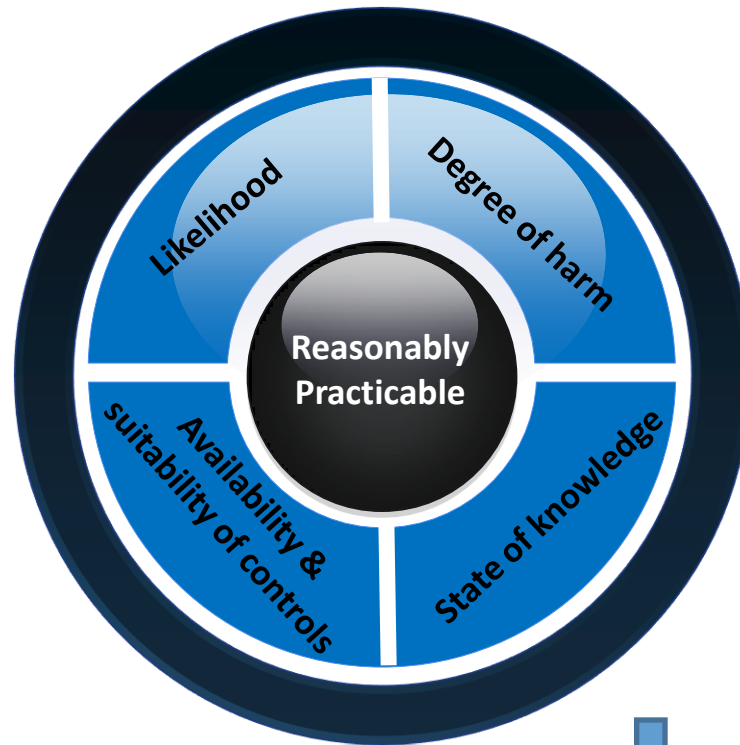 Likelihood
Degree of harm
Reasonably
Practicable
Availability &
suitability of controls
State of knowledge